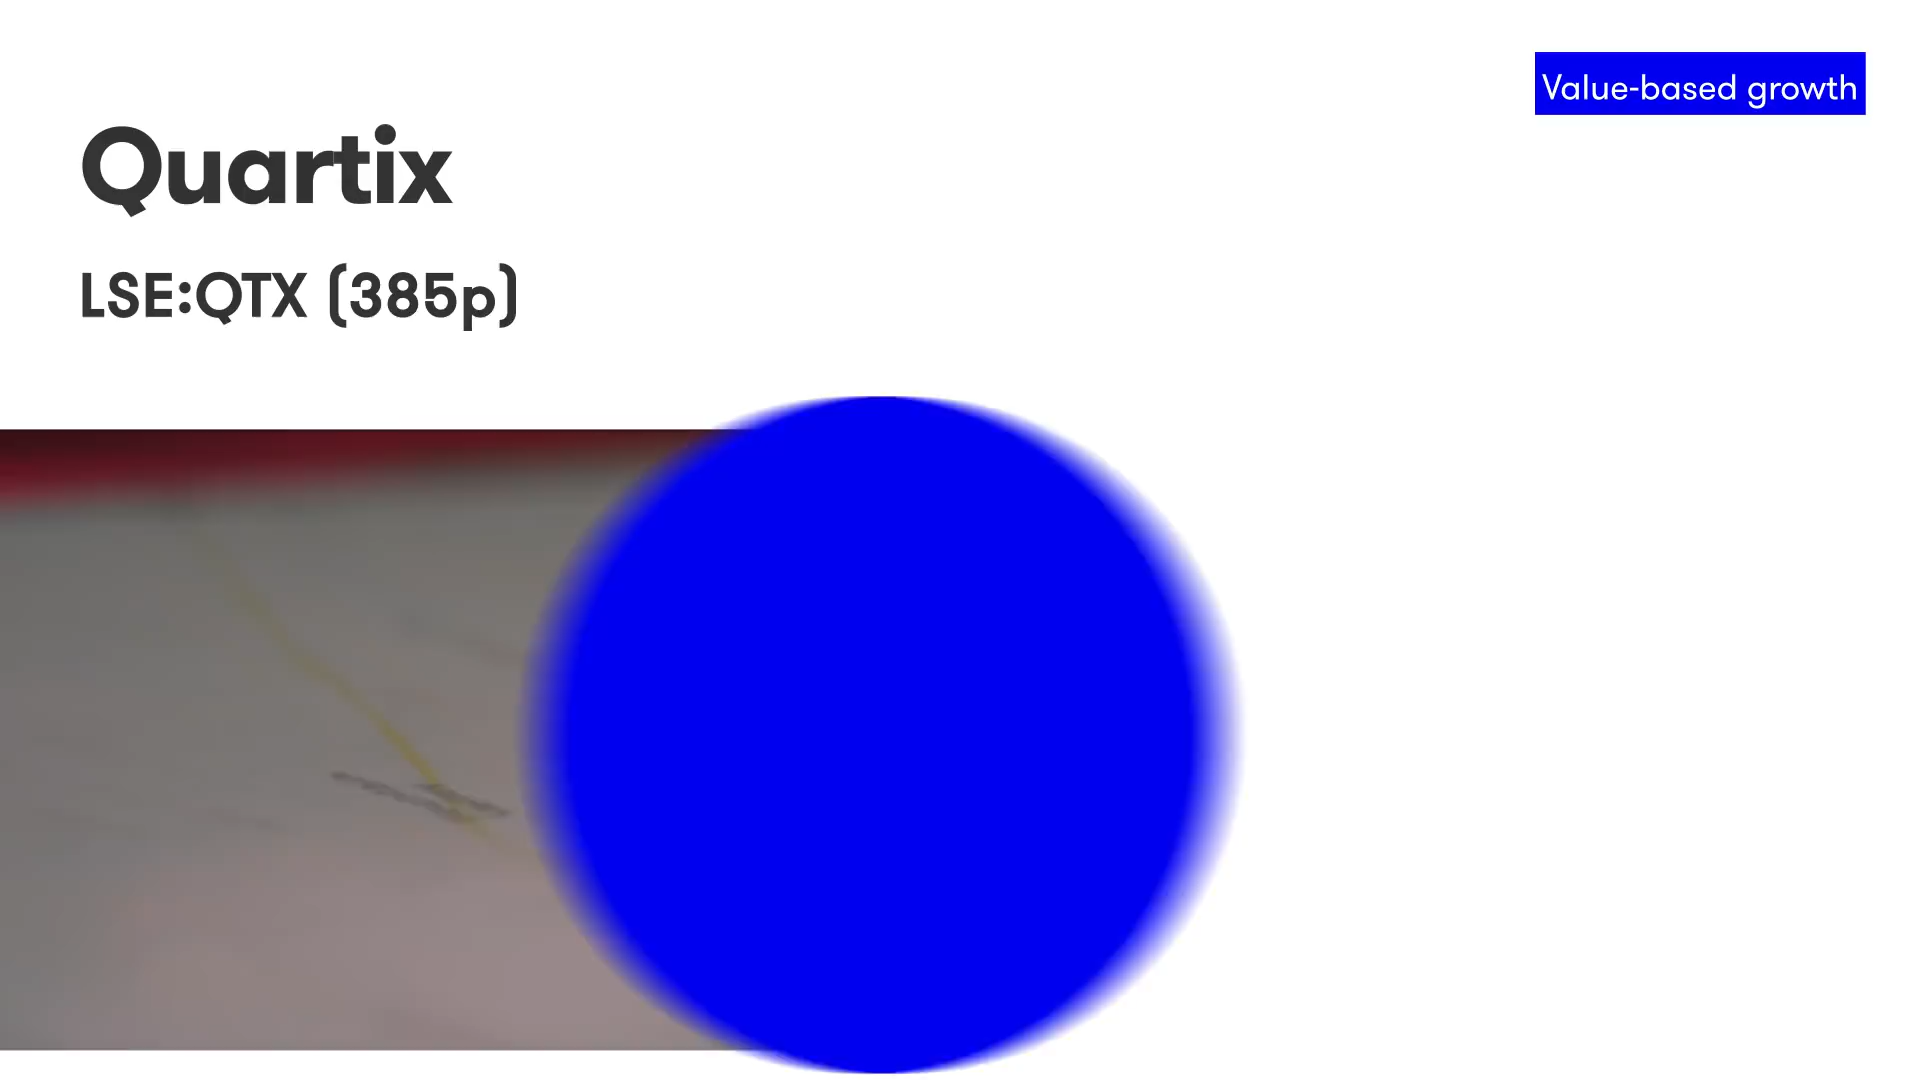 Value-based growth
Quartix
LSE:QTX (385p)